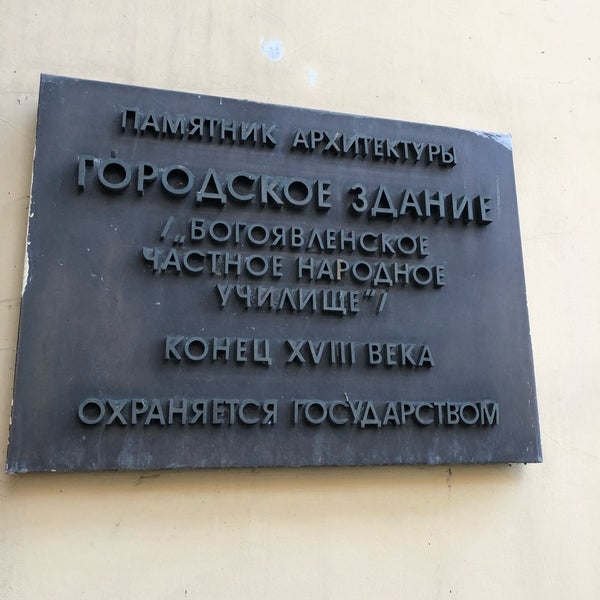 ПАМЯТНИК АРХИТЕКТУРЫ
ГОРОДСКОЕ ЗДАНИЕ
/„БОГОЯВЛЕНСКОЕ
ЧАСТНОЕ НАРОДНОЕ
УЧИЛИЩЕ"/
КОНЕЦ XVIII ВЕКА
ОХРАНЯЕТСЯ ГОСУДАРСТВОМ